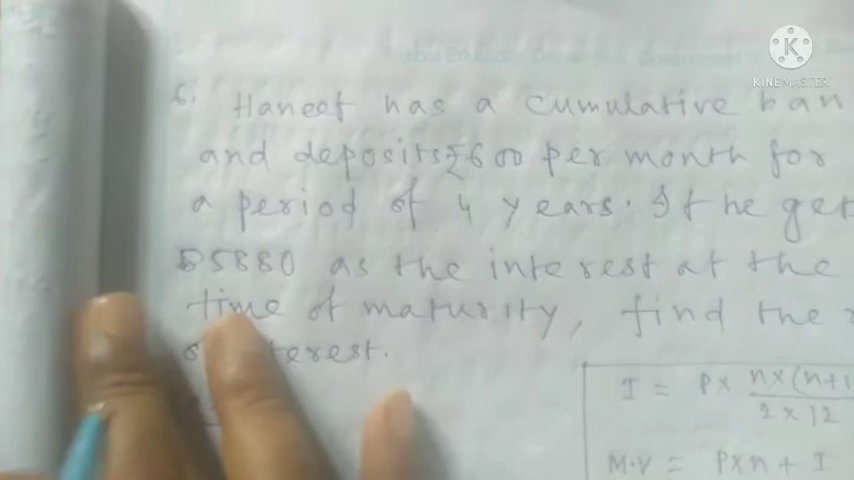 K
KINEMASTER
6. Haneef has a cumulative ban
and deposits ₹600 per month for
a period of 4 years. If he get
5880 as the interest at the
time of maturity, find the
I = P× n×(n+1
2×12
M.V = P×n + I